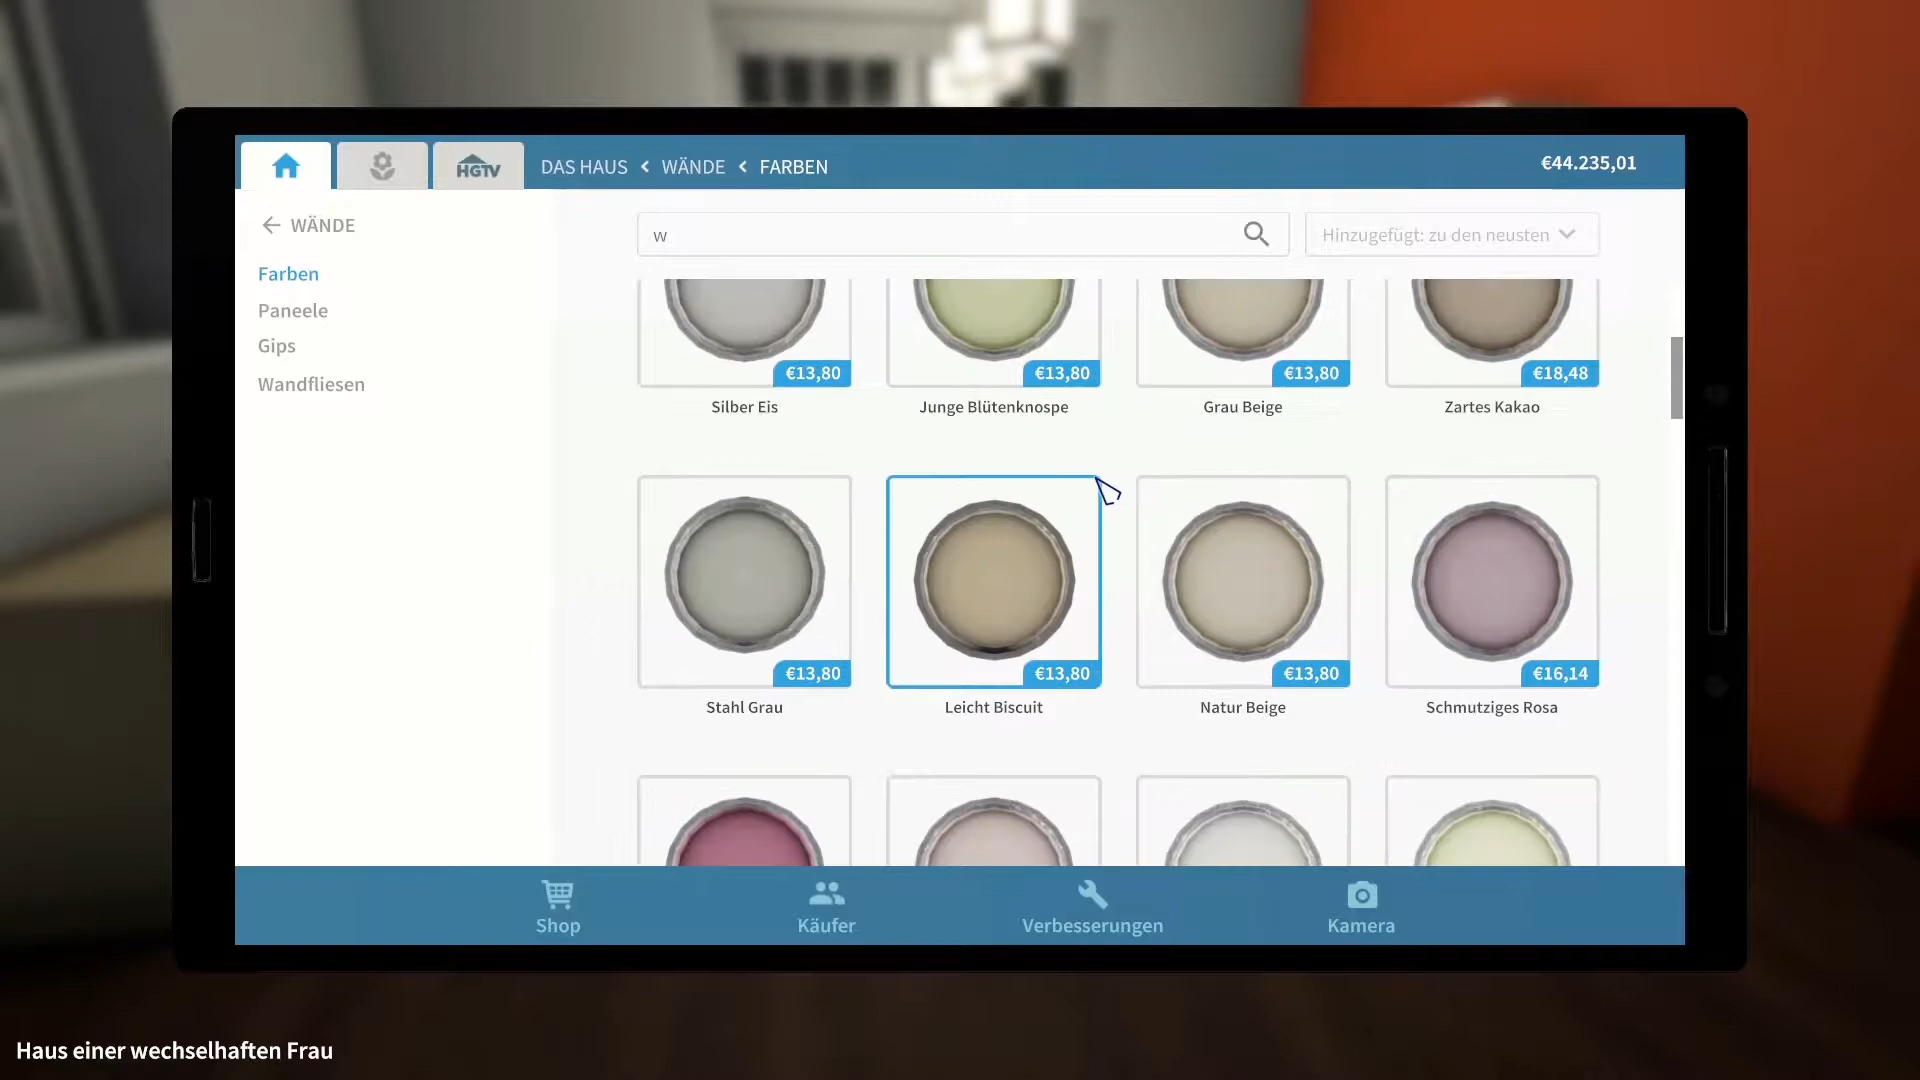 HGTV
DAS HAUS < WÄNDE < FARBEN
€44.235,01
WÄNDE
w
Hinzugefügt: zu den neusten
Farben
Paneele
Gips
Wandfliesen
€13,80
€13,80
€13,80
€18,48
Silber Eis
Junge Blütenknospe
Grau Beige
Zartes Kakao
€13,80
€13,80
€13,80
€16,14
Stahl Grau
Leicht Biscuit
Natur Beige
Schmutziges Rosa
Shop
Käufer
Verbesserungen
Kamera
Haus einer wechselhaften Frau